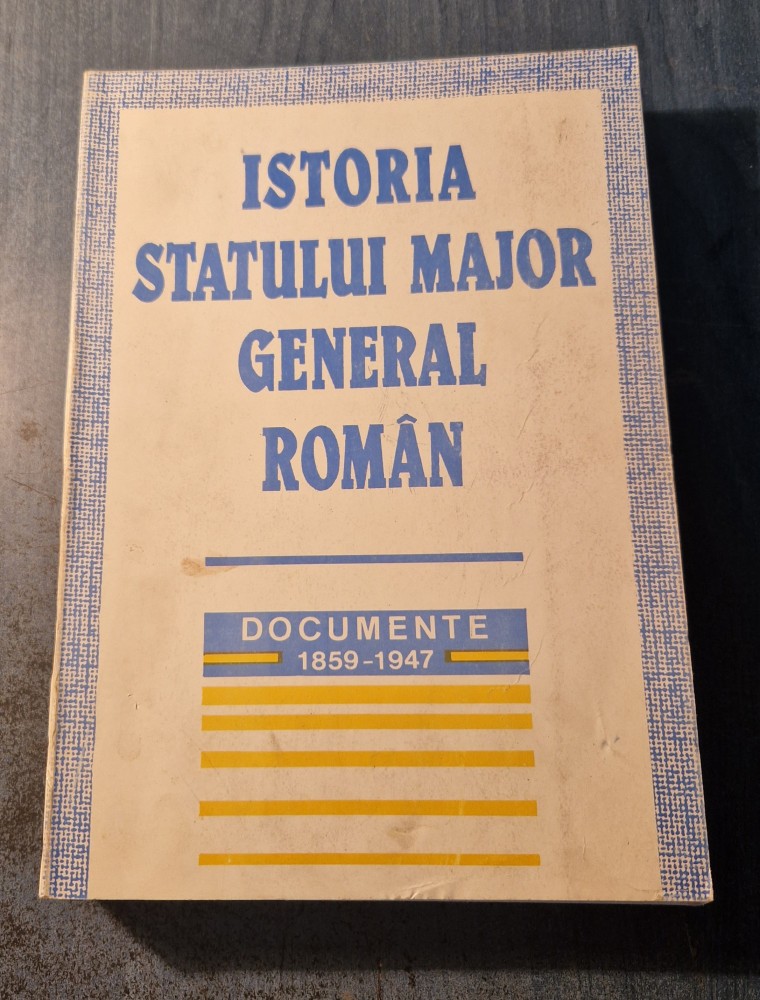 ISTORIA
STATULUI MAJOR
GENERAL
ROMÂN
DOCUMENTE
1859-1947